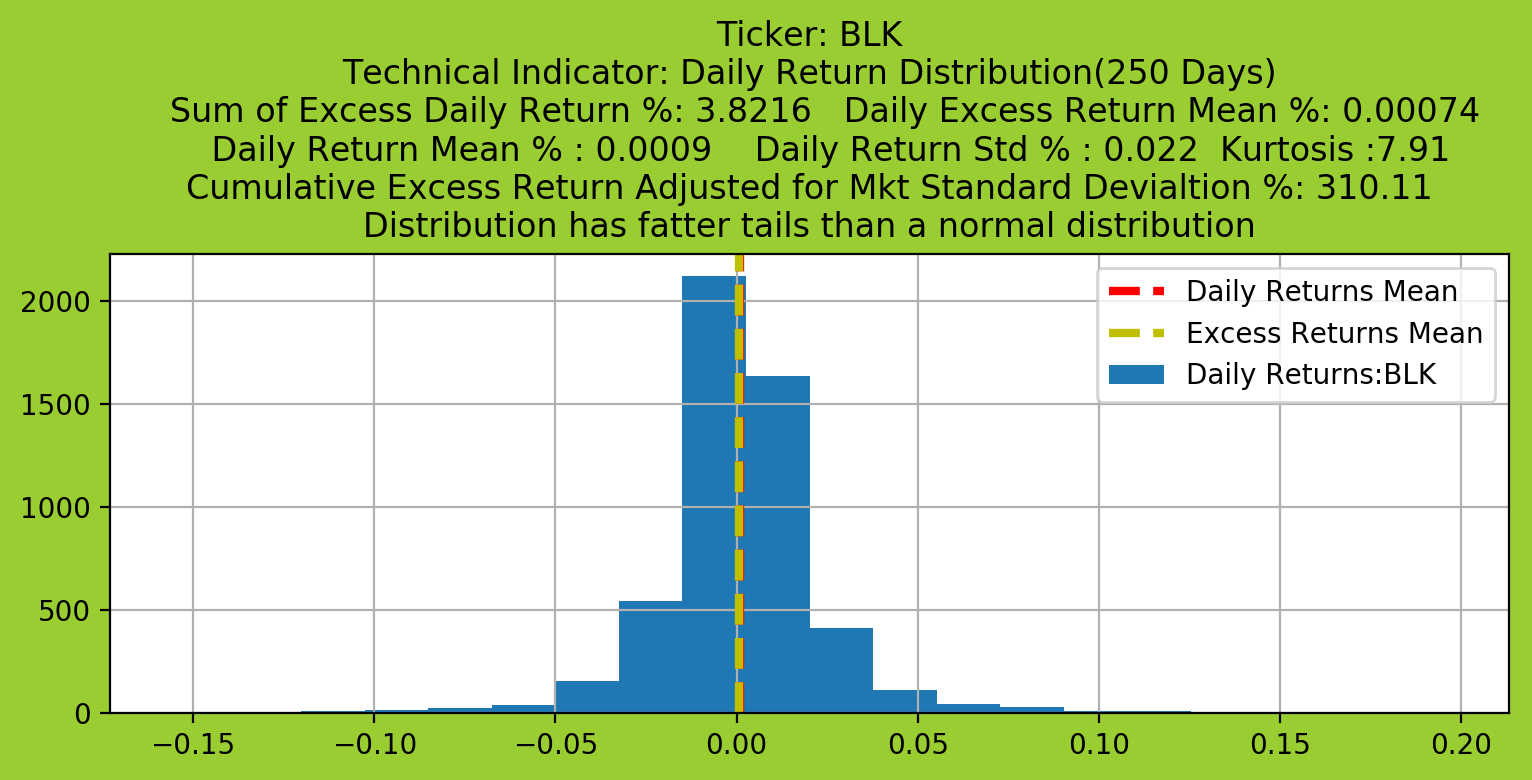 Ticker: BLK
Technical Indicator: Daily Return Distribution(250 Days)
Sum of Excess Daily Return %: 3.8216   Daily Excess Return Mean %: 0.00074
Daily Return Mean % : 0.0009    Daily Return Std % : 0.022  Kurtosis :7.91
Cumulative Excess Return Adjusted for Mkt Standard Devialtion %: 310.11
Distribution has fatter tails than a normal distribution
Daily Returns Mean
Excess Returns Mean
Daily Returns:BLK
2000
1500
1000
500
0
−0.15 −0.10 −0.05 0.00 0.05 0.10 0.15 0.20